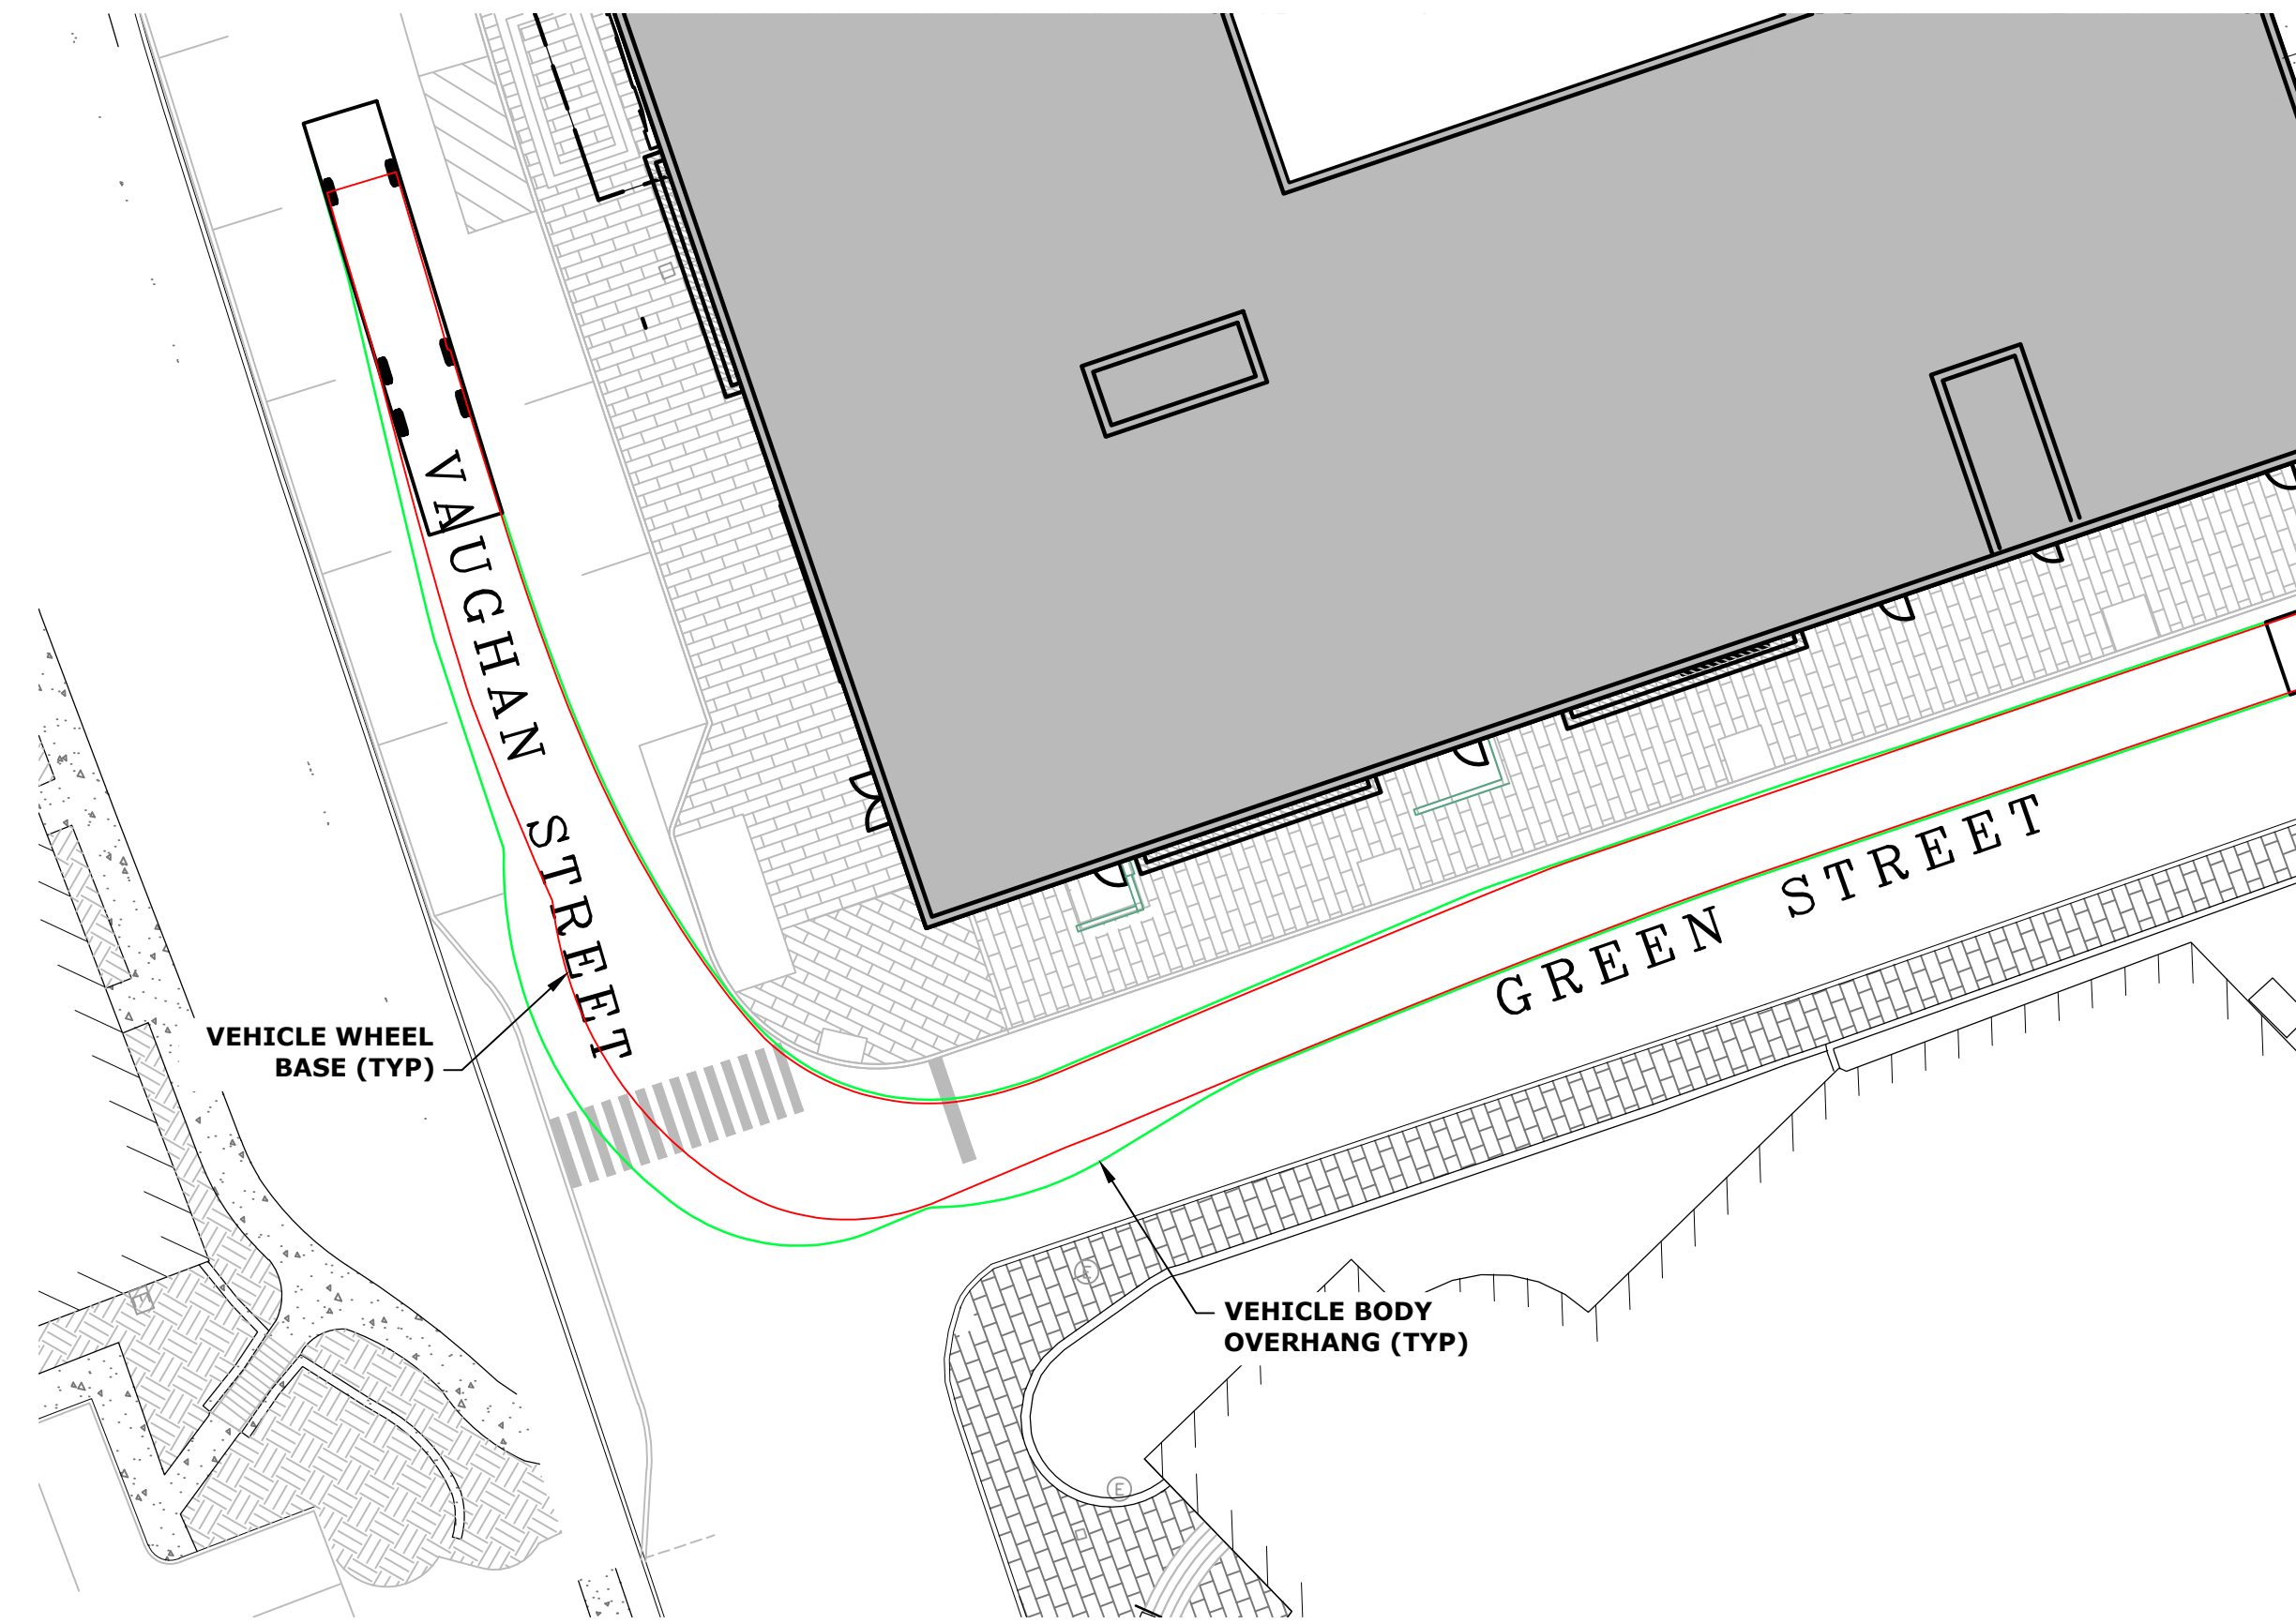 VAUGHAN STREET
GREEN STREET
VEHICLE WHEEL
BASE (TYP)
VEHICLE BODY
OVERHANG (TYP)
E
E